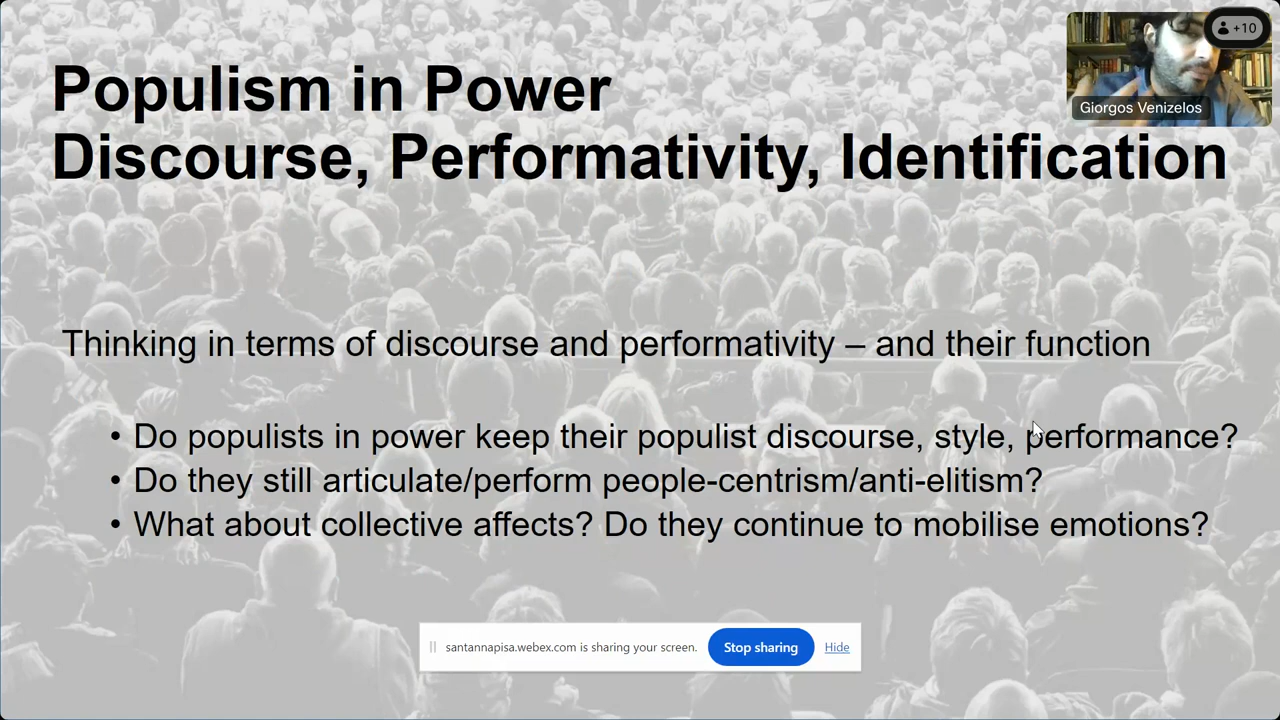 Populism in Power
Discourse, Performativity, Identification
+10
Giorgos Venizelos
Thinking in terms of discourse and performativity – and their function
• Do populists in power keep their populist discourse, style, performance?
• Do they still articulate/perform people-centrism/anti-elitism?
• What about collective affects? Do they continue to mobilise emotions?
santannapisa.webex.com is sharing your screen. Stop sharing Hide